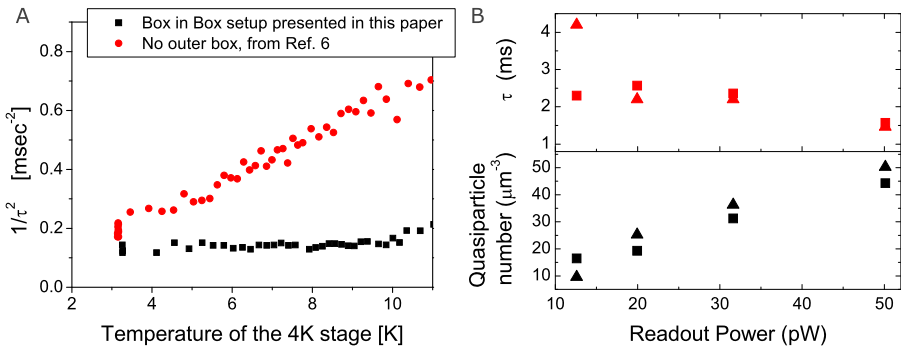 A
Box in Box setup presented in this paper
No outer box, from Ref. 6
0.8
0.6
0.4
0.2
0.0
1/τ² [msec⁻²]
2 4 6 8 10
Temperature of the 4K stage [K]
B
4
3
2
1
τ (ms)
50
40
30
20
10
Quasiparticle
number (μm⁻³)
10 20 30 40 50
Readout Power (pW)